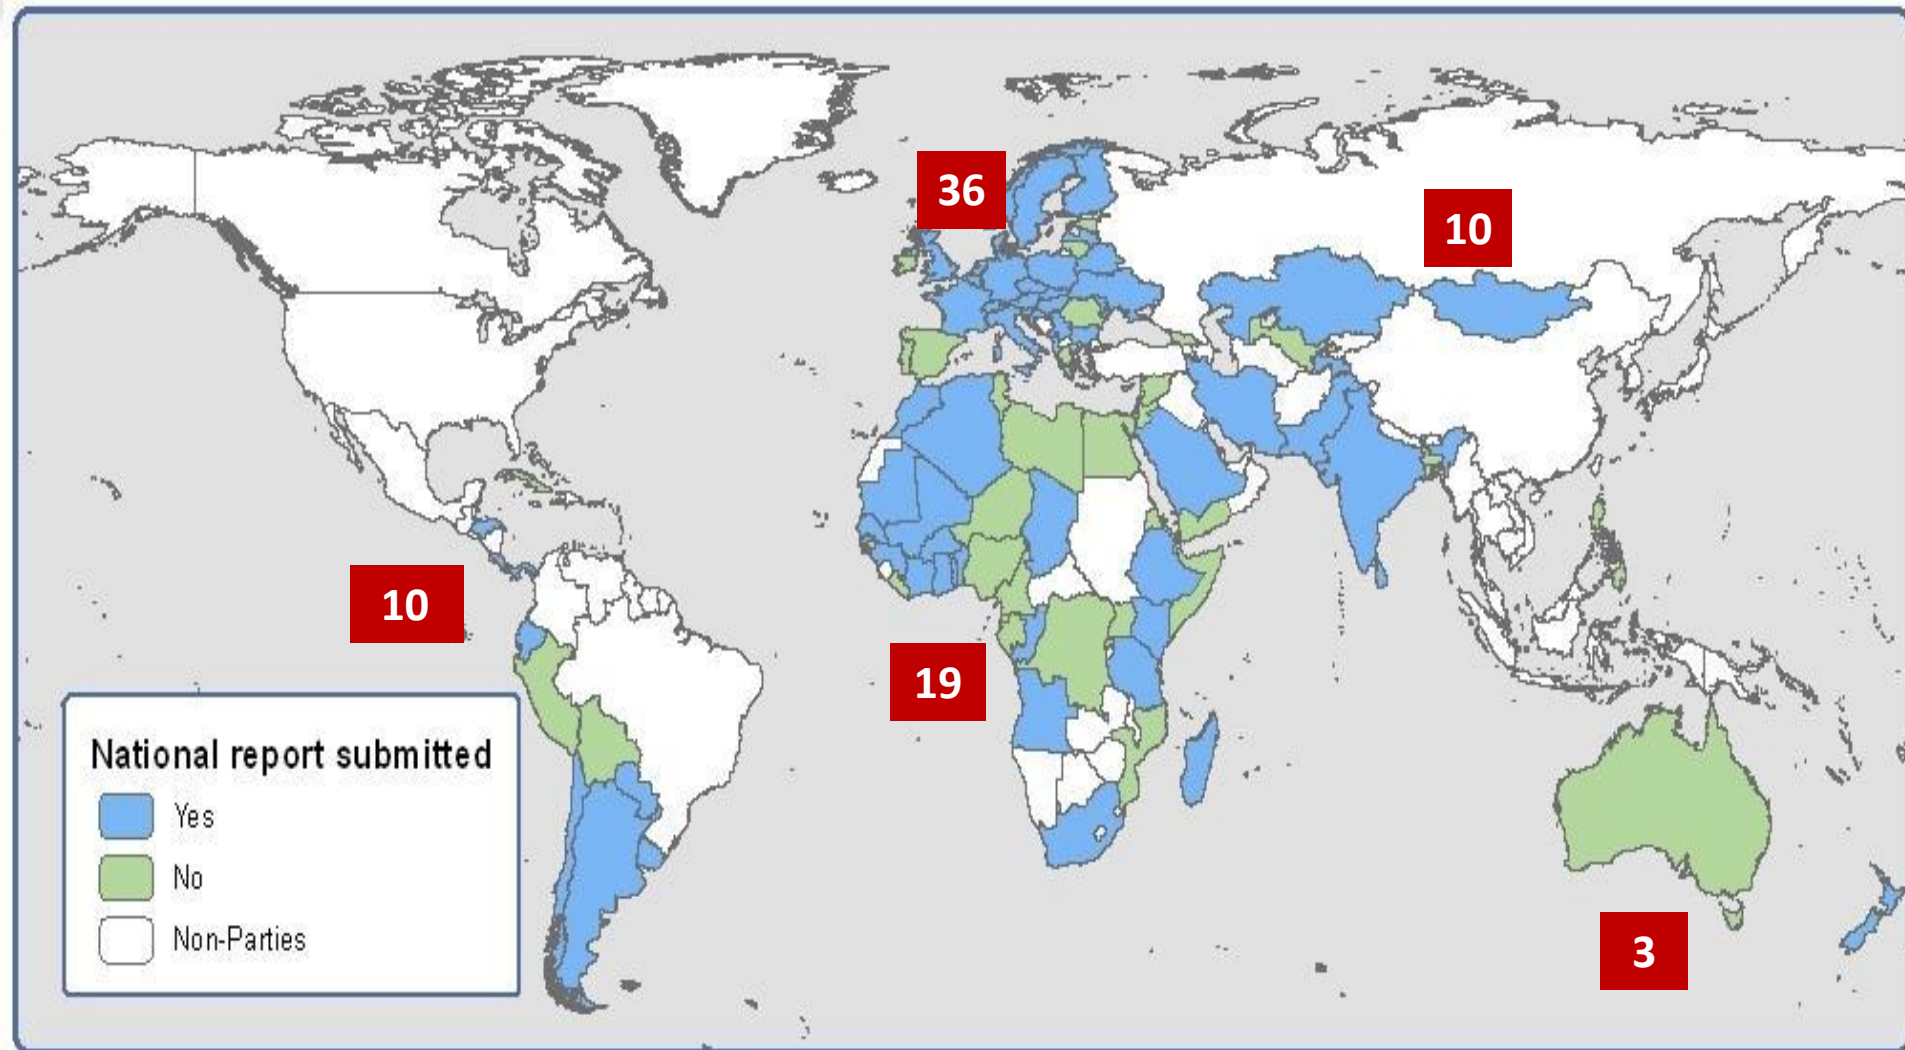 36
10
10
19
3
National report submitted
Yes
No
Non-Parties